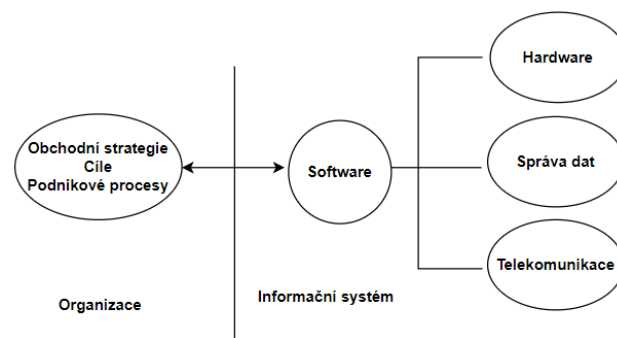 Obchodní strategie
Cíle
Podnikové procesy
Software
Hardware
Správa dat
Telekomunikace
Organizace
Informační systém